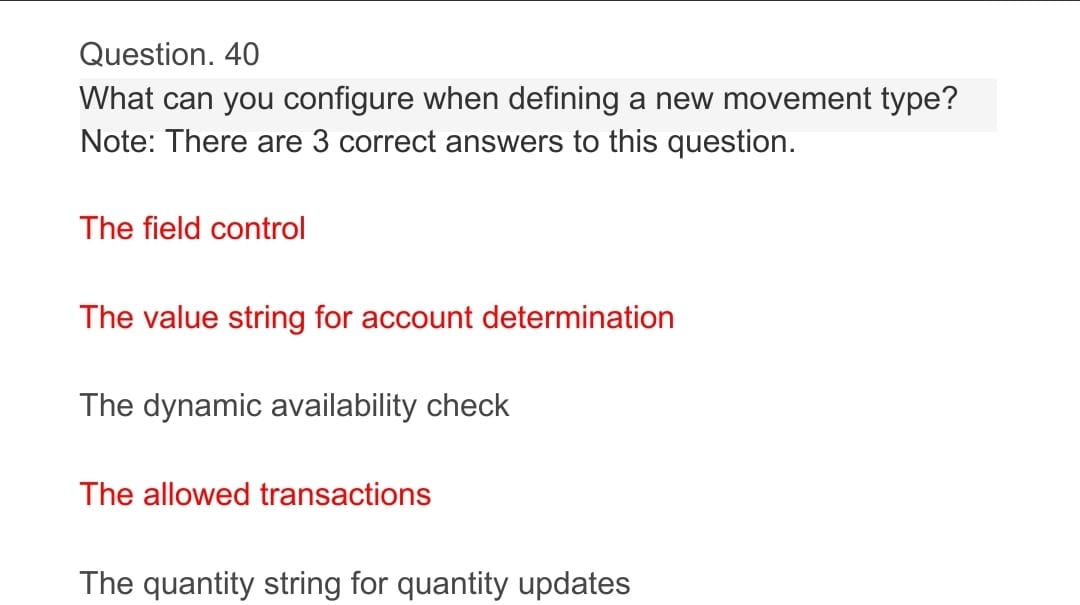 Question. 40
What can you configure when defining a new movement type?
Note: There are 3 correct answers to this question.
The field control
The value string for account determination
The dynamic availability check
The allowed transactions
The quantity string for quantity updates